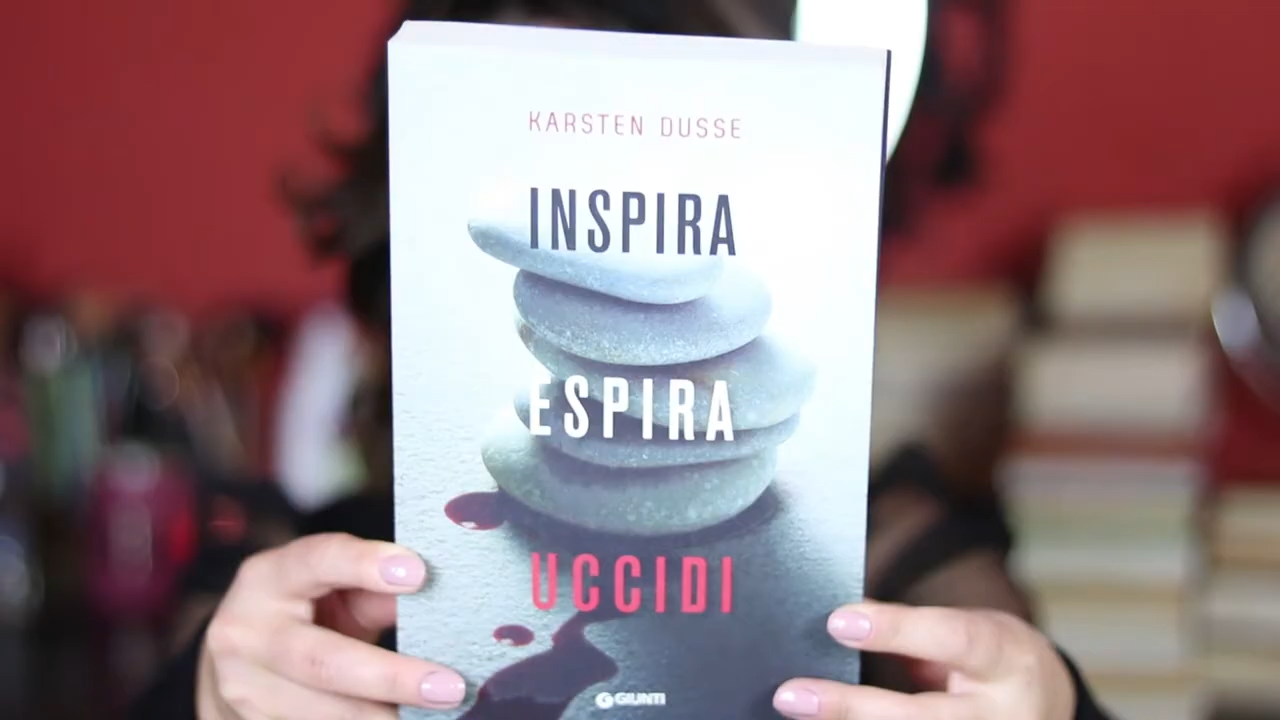 KARSTEN DUSSE
INSPIRA
ESPIRA
UCCIDI
GIUNTI